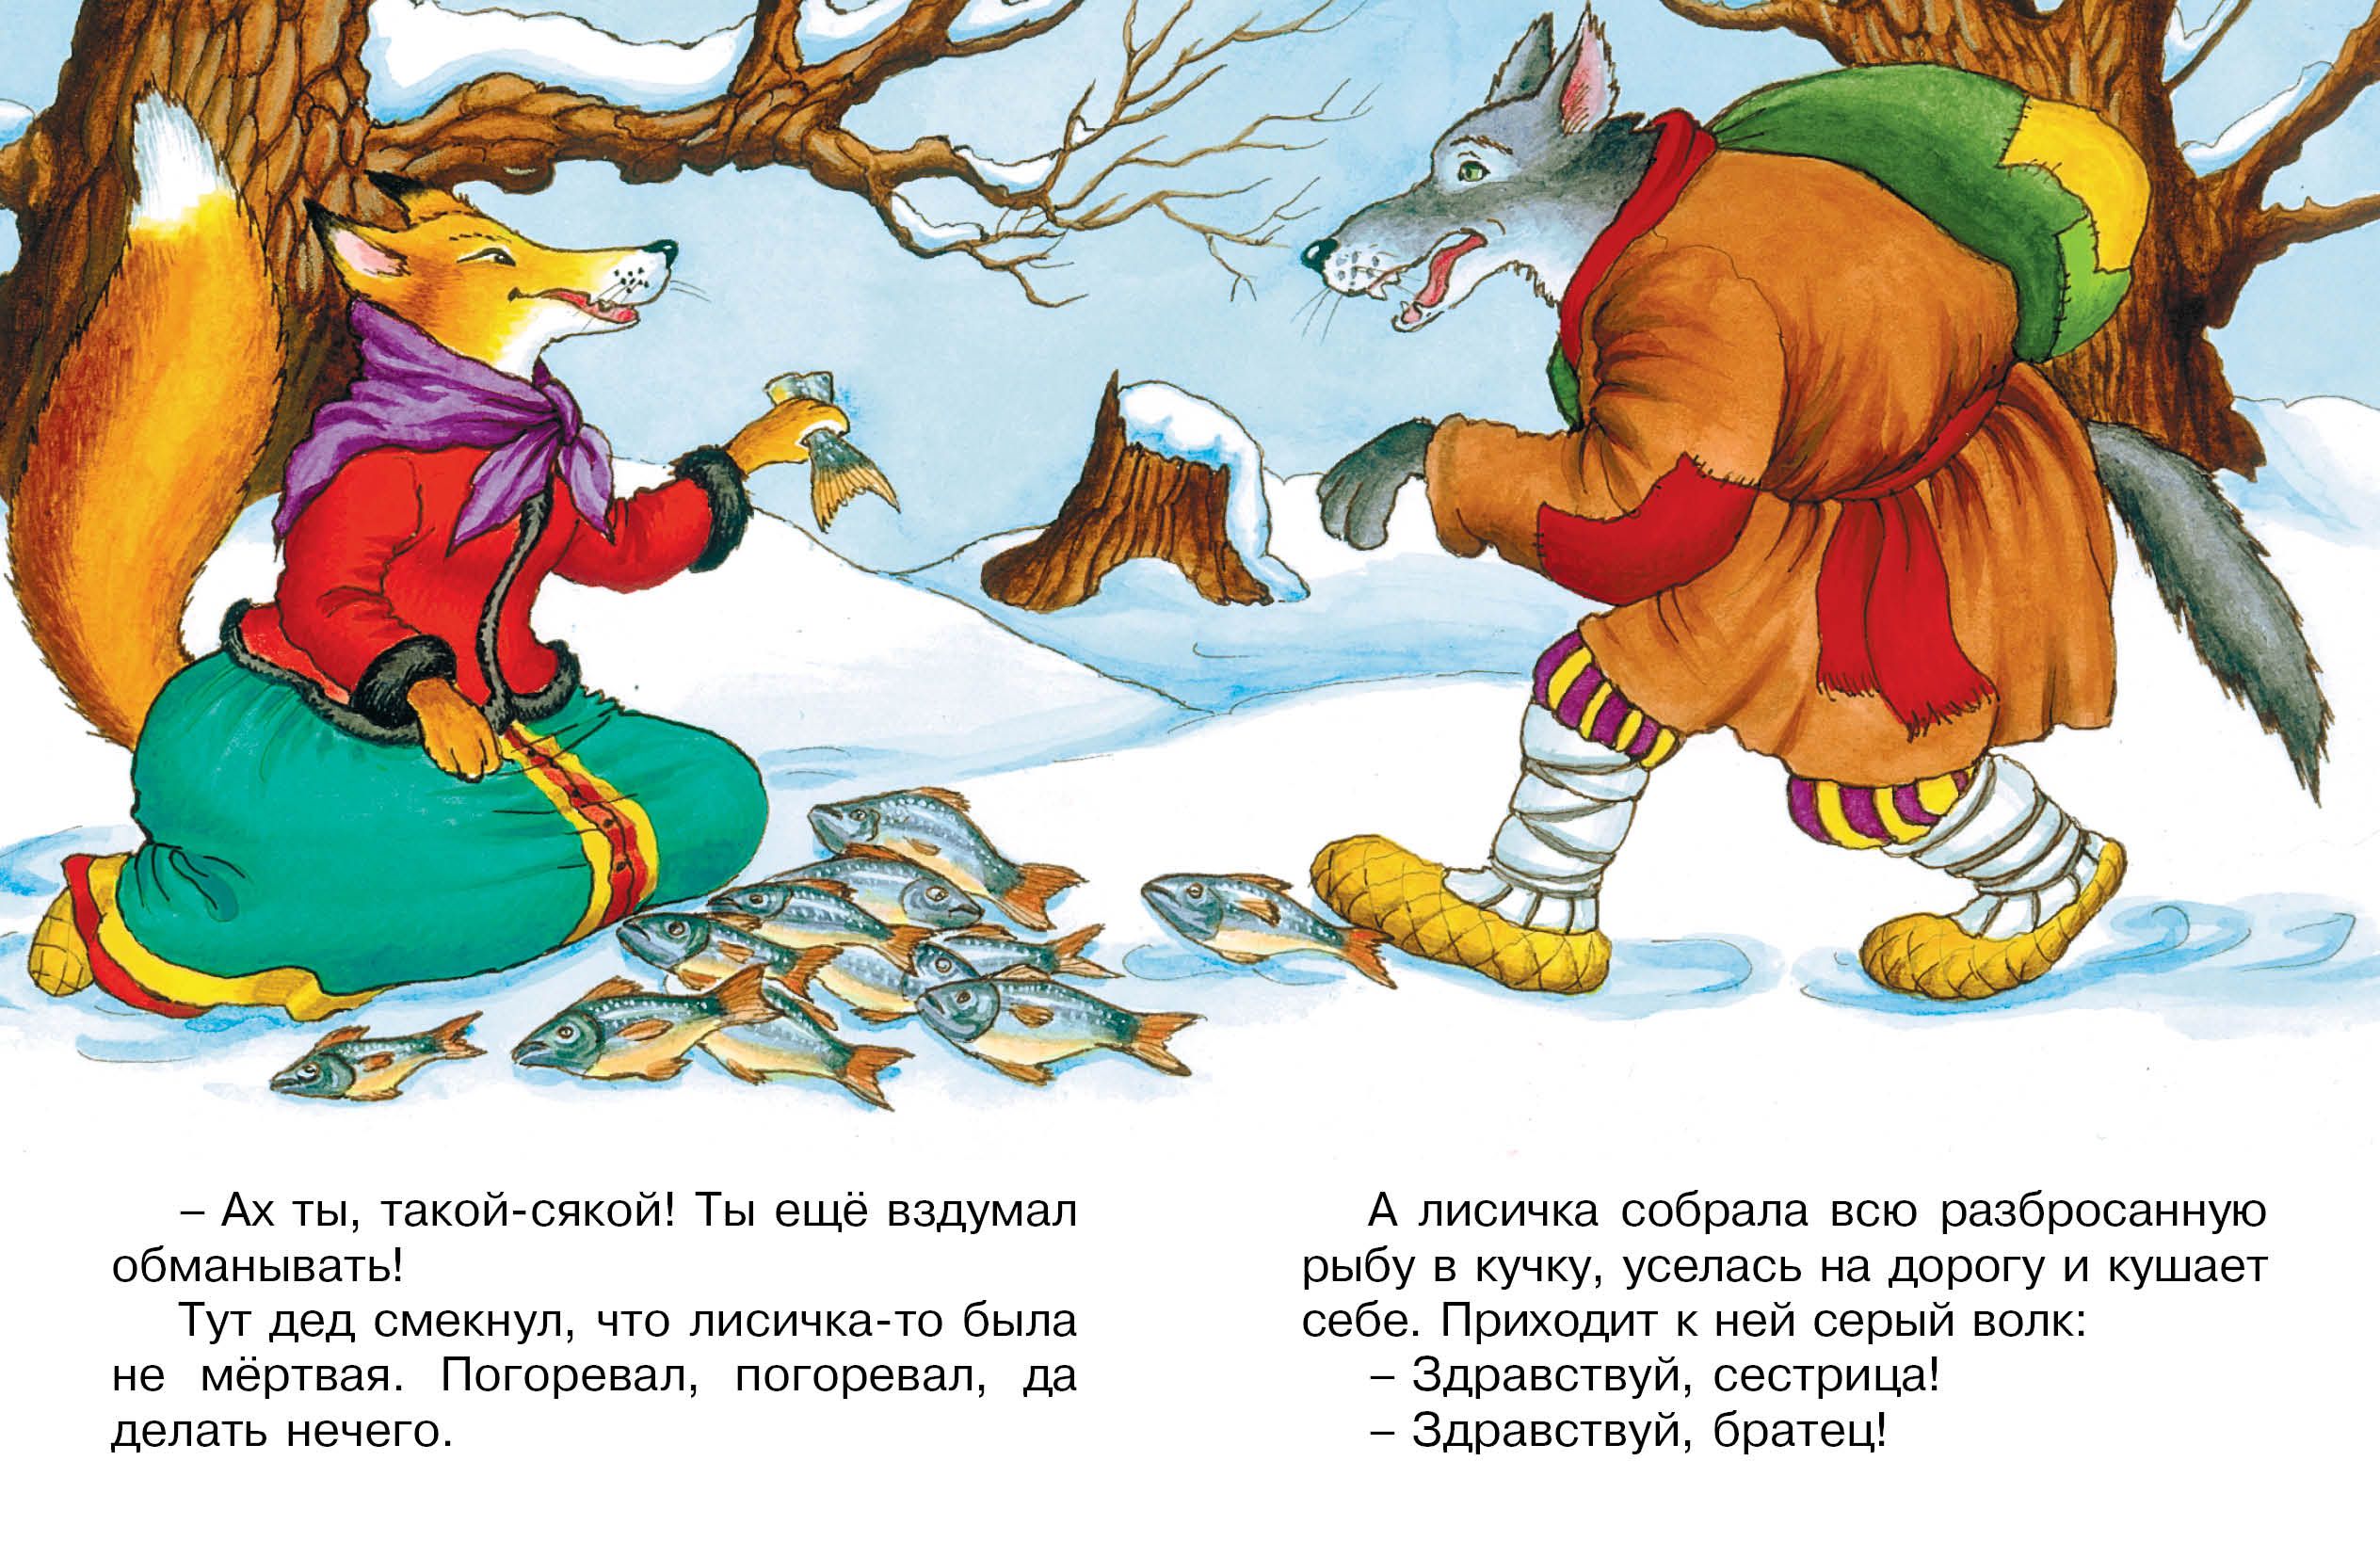 – Ах ты, такой-сякой! Ты ещё вздумал
обманывать!
Тут дед смекнул, что лисичка-то была
не мёртвая. Погоревал, погоревал, да
делать нечего.
А лисичка собрала всю разбросанную
рыбу в кучку, уселась на дорогу и кушает
себе. Приходит к ней серый волк:
– Здравствуй, сестрица!
– Здравствуй, братец!